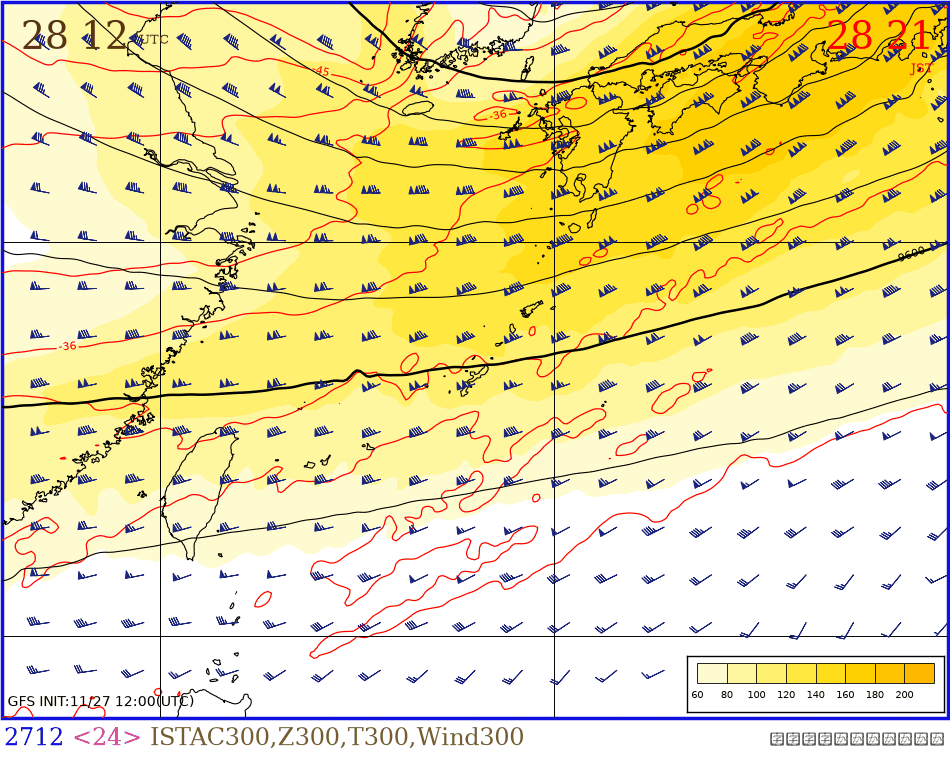 28 12 UTC 28 21
JST
-45
-36
9600
-36
60 80 100 120 140 160 180 200
GFS INIT:11/27 12:00(UTC)
2712 <24> ISTAC300,Z300,T300,Wind300